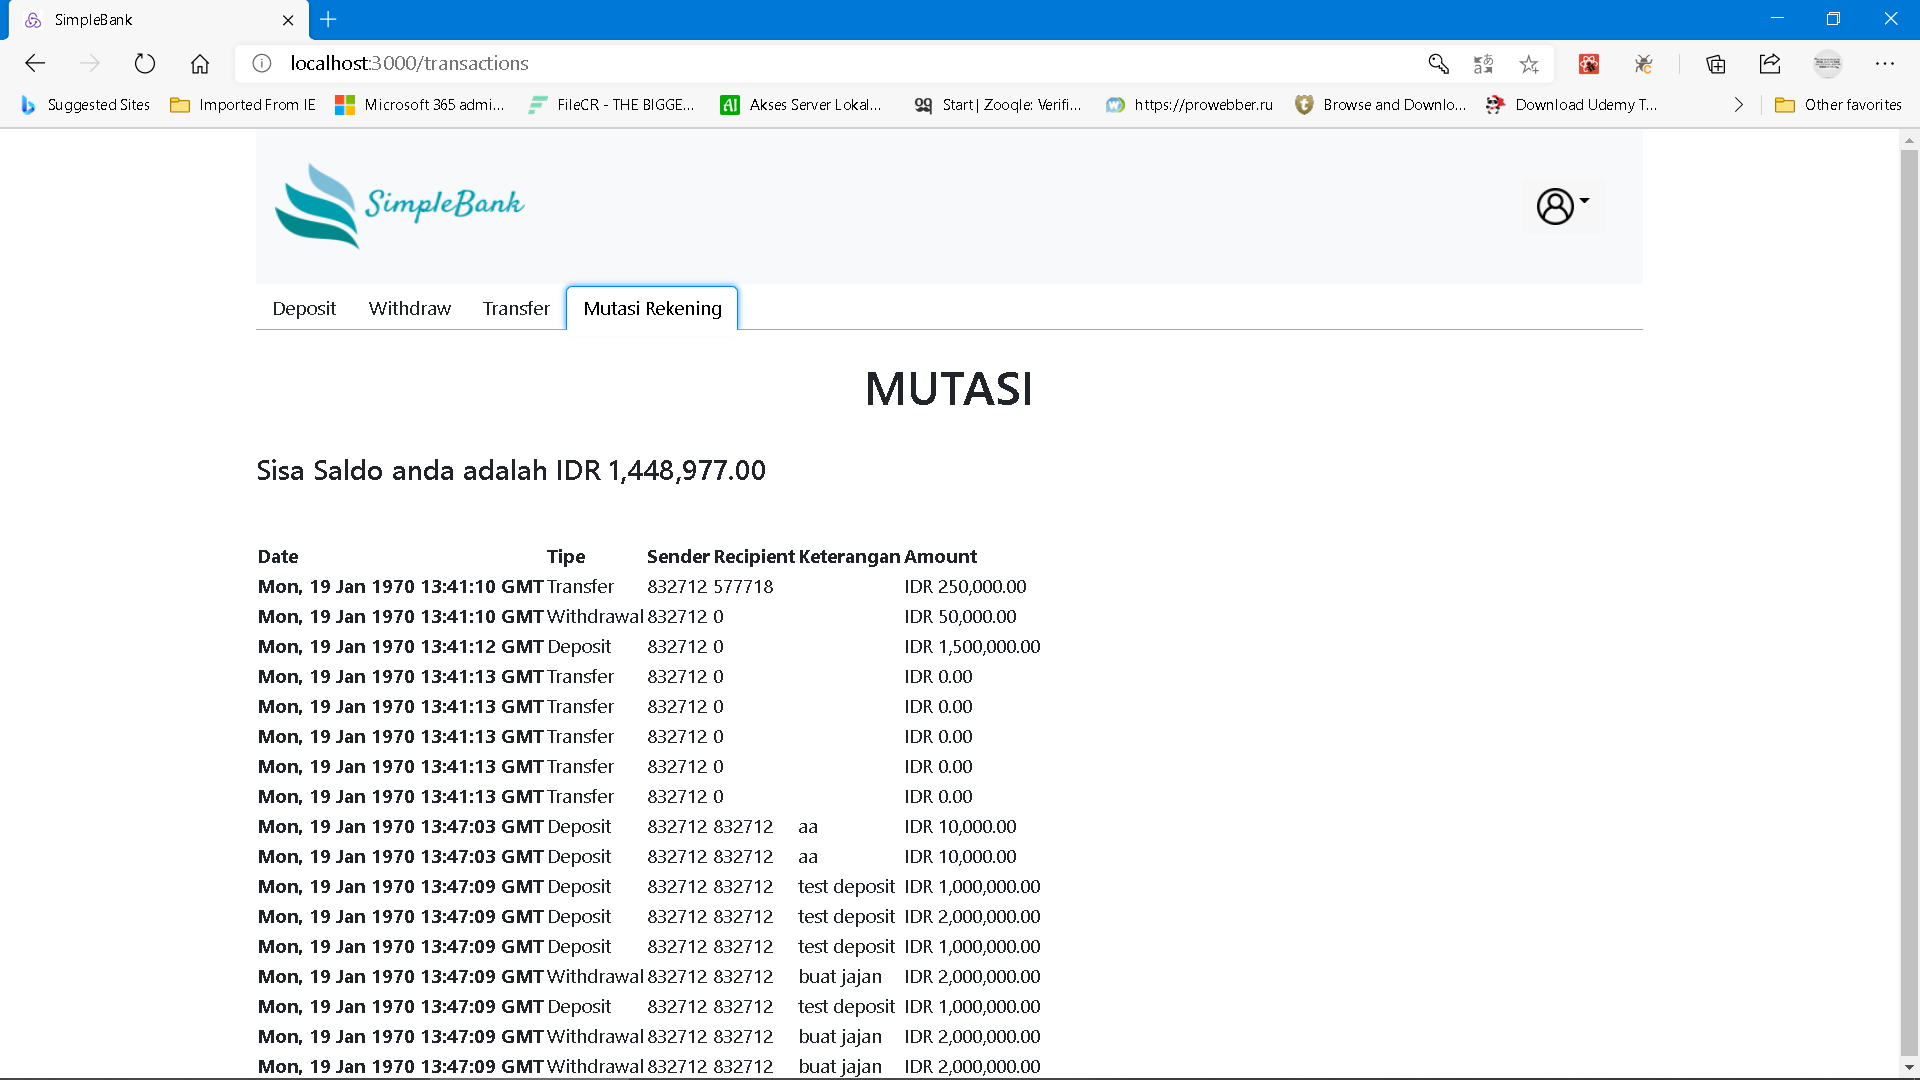 SimpleBank
localhost:3000/transactions
Suggested Sites Imported From IE Microsoft 365 admi... FileCR - THE BIGGE... Akses Server Lokal... Start | Zooqle: Verifi... https://prowebber.ru Browse and Downlo... Download Udemy T... Other favorites
SimpleBank
Deposit Withdraw Transfer Mutasi Rekening
MUTASI
Sisa Saldo anda adalah IDR 1,448,977.00
Date Tipe Sender Recipient Keterangan Amount
Mon, 19 Jan 1970 13:41:10 GMT Transfer 832712 577718 IDR 250,000.00
Mon, 19 Jan 1970 13:41:10 GMT Withdrawal 832712 0 IDR 50,000.00
Mon, 19 Jan 1970 13:41:12 GMT Deposit 832712 0 IDR 1,500,000.00
Mon, 19 Jan 1970 13:41:13 GMT Transfer 832712 0 IDR 0.00
Mon, 19 Jan 1970 13:41:13 GMT Transfer 832712 0 IDR 0.00
Mon, 19 Jan 1970 13:41:13 GMT Transfer 832712 0 IDR 0.00
Mon, 19 Jan 1970 13:41:13 GMT Transfer 832712 0 IDR 0.00
Mon, 19 Jan 1970 13:41:13 GMT Transfer 832712 0 IDR 0.00
Mon, 19 Jan 1970 13:47:03 GMT Deposit 832712 832712 aa IDR 10,000.00
Mon, 19 Jan 1970 13:47:03 GMT Deposit 832712 832712 aa IDR 10,000.00
Mon, 19 Jan 1970 13:47:09 GMT Deposit 832712 832712 test deposit IDR 1,000,000.00
Mon, 19 Jan 1970 13:47:09 GMT Deposit 832712 832712 test deposit IDR 2,000,000.00
Mon, 19 Jan 1970 13:47:09 GMT Deposit 832712 832712 test deposit IDR 1,000,000.00
Mon, 19 Jan 1970 13:47:09 GMT Withdrawal 832712 832712 buat jajan IDR 2,000,000.00
Mon, 19 Jan 1970 13:47:09 GMT Deposit 832712 832712 test deposit IDR 1,000,000.00
Mon, 19 Jan 1970 13:47:09 GMT Withdrawal 832712 832712 buat jajan IDR 2,000,000.00
Mon, 19 Jan 1970 13:47:09 GMT Withdrawal 832712 832712 buat jajan IDR 2,000,000.00